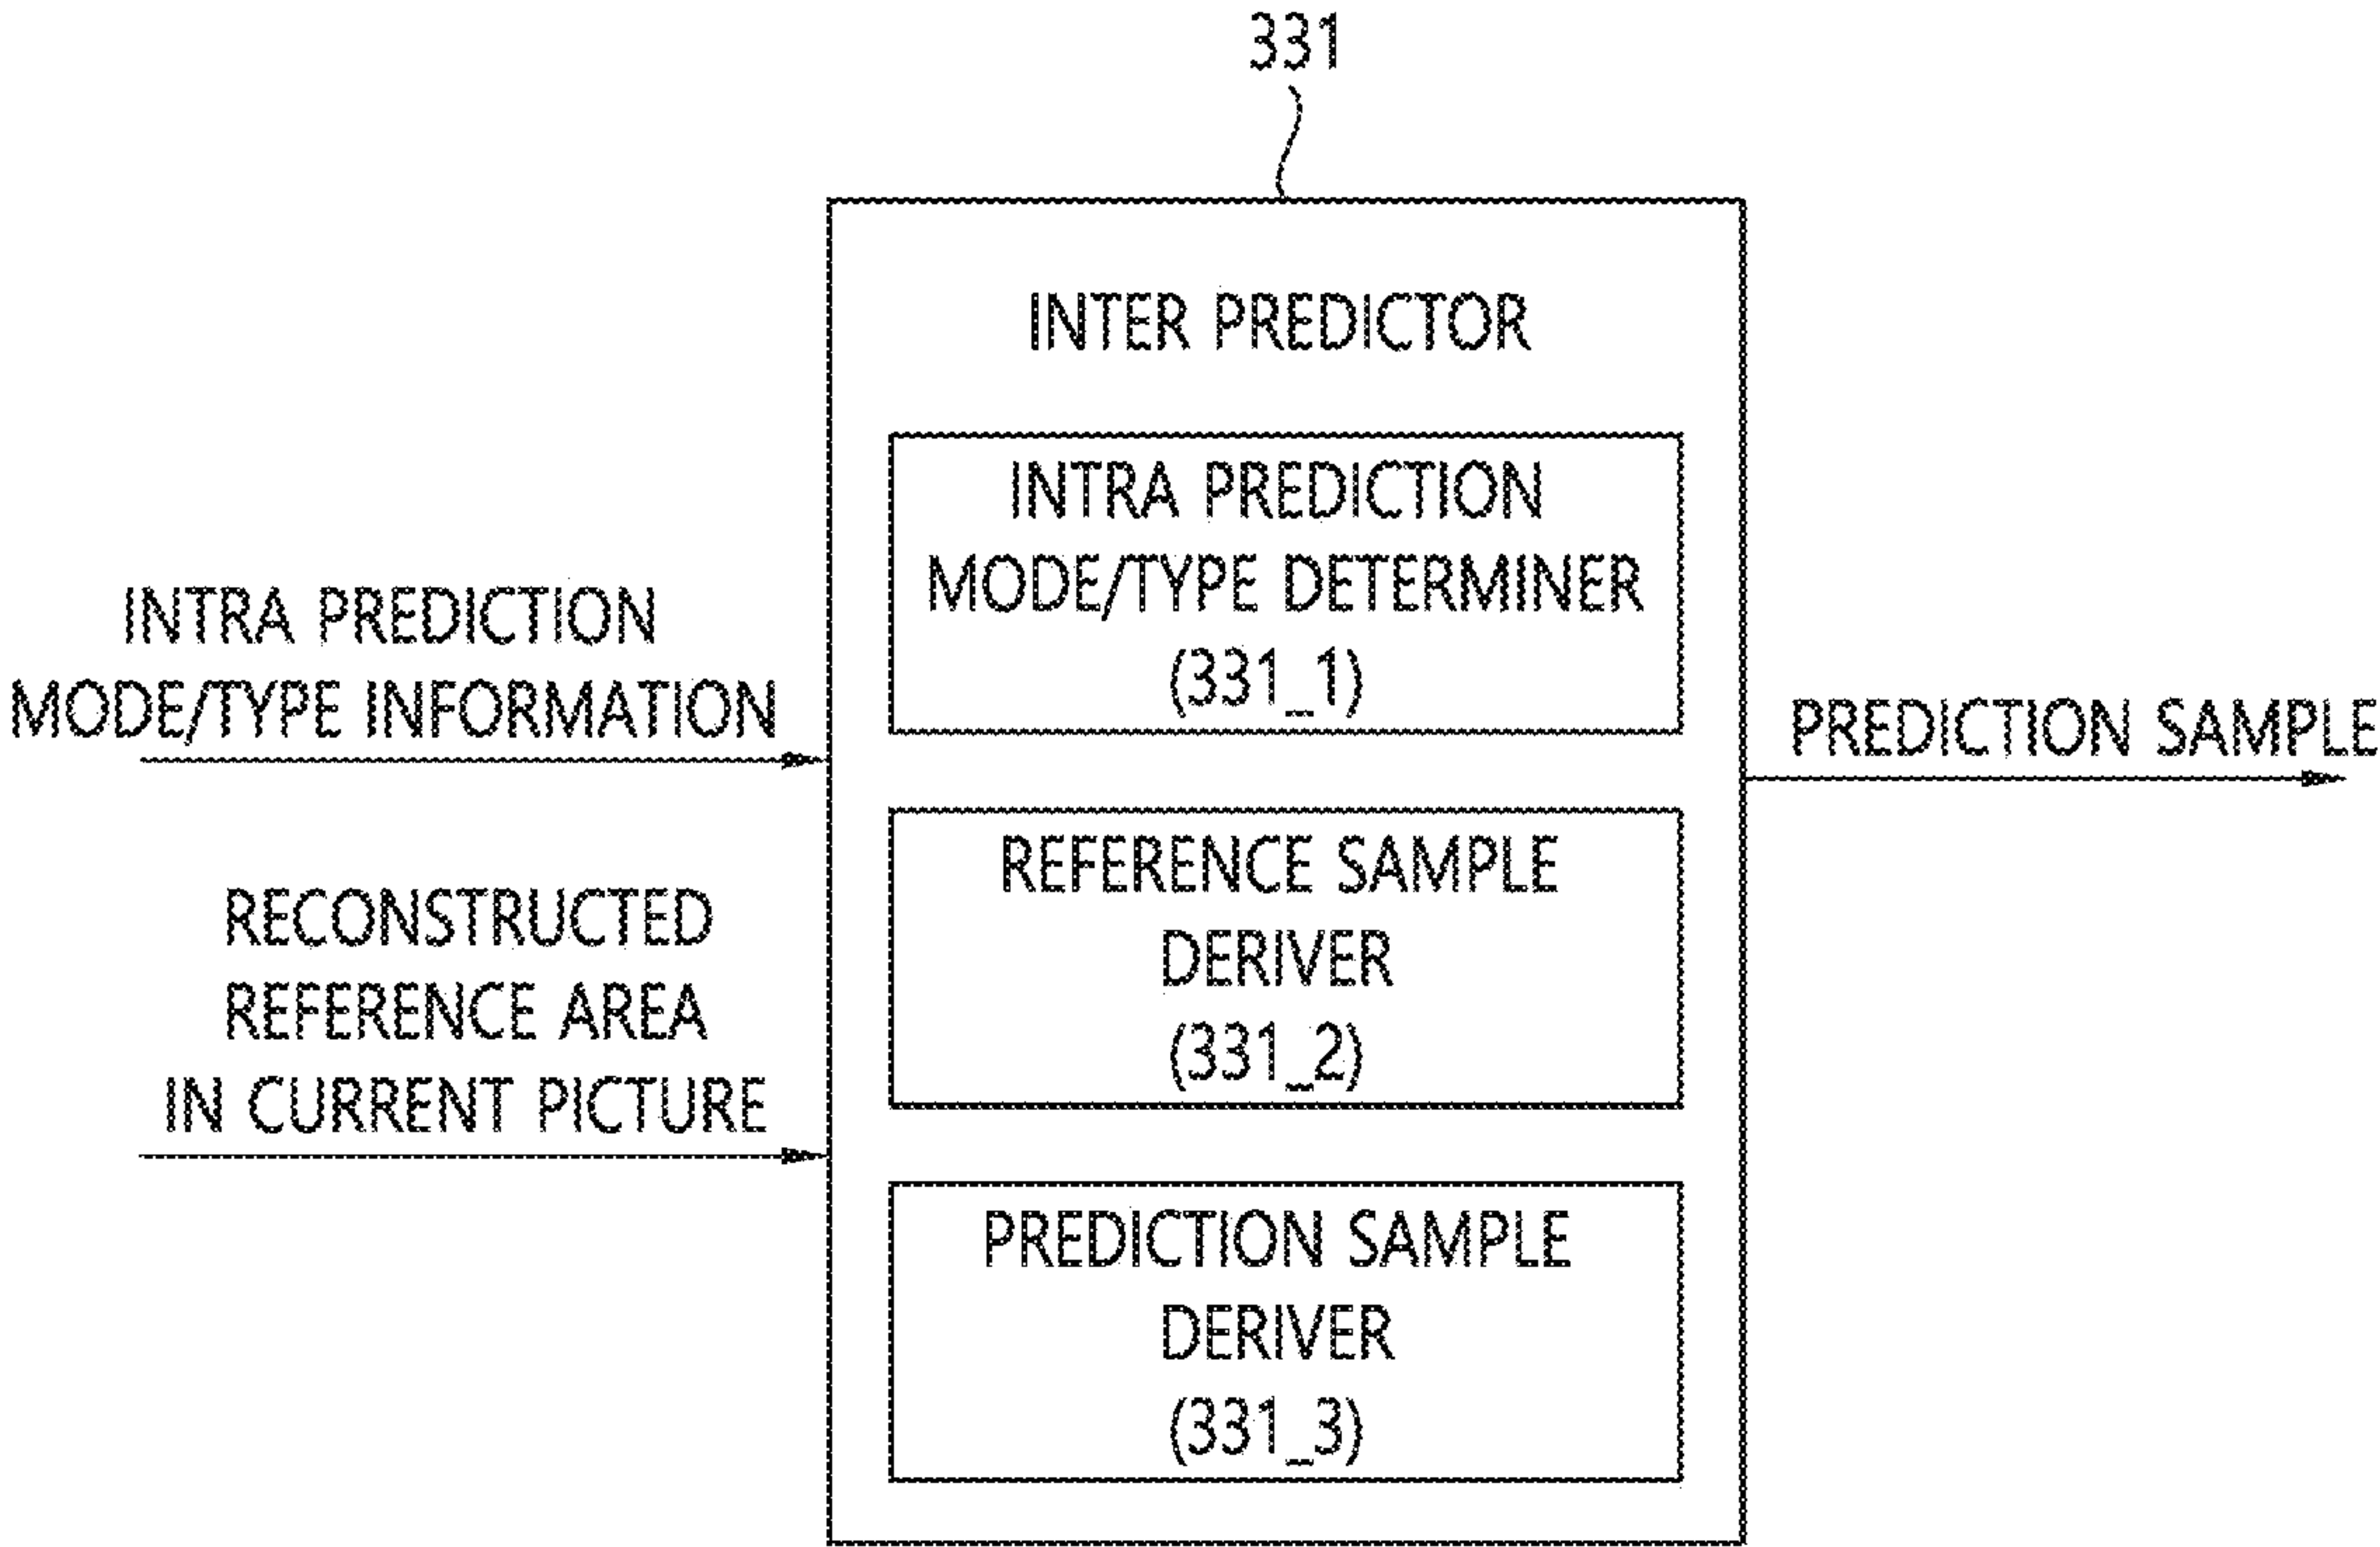 331
INTER PREDICTOR
INTRA PREDICTION
MODE/TYPE DETERMINER
(331_1)
INTRA PREDICTION
MODE/TYPE INFORMATION
PREDICTION SAMPLE
REFERENCE SAMPLE
DERIVER
(331_2)
RECONSTRUCTED
REFERENCE AREA
IN CURRENT PICTURE
PREDICTION SAMPLE
DERIVER
(331_3)